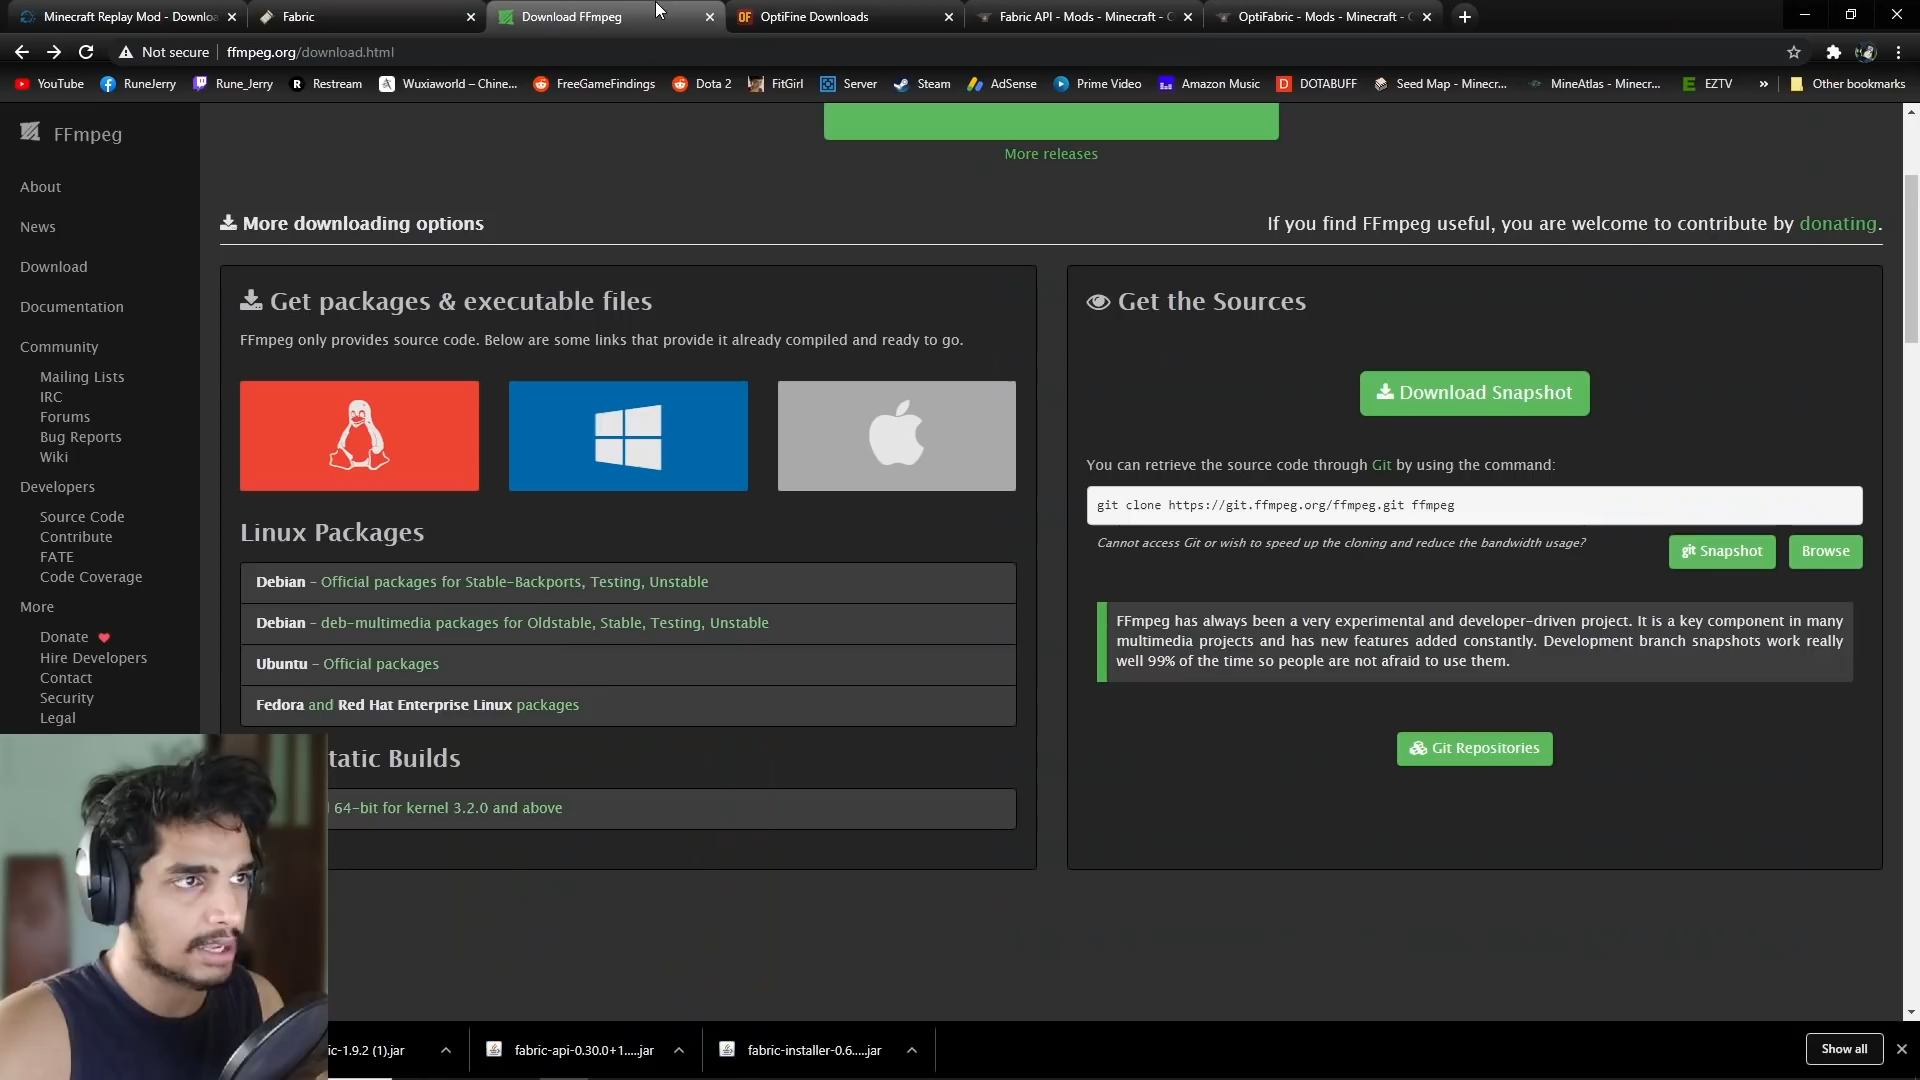 Minecraft Replay Mod - Downloa
Fabric
Download FFmpeg
OF OptiFine Downloads
Fabric API - Mods - Minecraft - C
OptiFabric - Mods - Minecraft - C
Not secure
ffmpeg.org/download.html
YouTube
RuneJerry
Rune_Jerry
Restream
Wuxiaworld – Chine...
FreeGameFindings
Dota 2
FitGirl
Server
Steam
AdSense
Prime Video
Amazon Music
DOTABUFF
Seed Map - Minecr...
MineAtlas - Minecr...
EZTV
»
Other bookmarks
FFmpeg
About
News
Download
Documentation
Community
Mailing Lists
IRC
Forums
Bug Reports
Wiki
Developers
Source Code
Contribute
FATE
Code Coverage
More
Donate
Hire Developers
Contact
Security
Legal
More releases
More downloading options
If you find FFmpeg useful, you are welcome to contribute by donating.
Get packages & executable files
FFmpeg only provides source code. Below are some links that provide it already compiled and ready to go.
Linux Packages
Debian – Official packages for Stable-Backports, Testing, Unstable
Debian – deb-multimedia packages for Oldstable, Stable, Testing, Unstable
Ubuntu – Official packages
Fedora and Red Hat Enterprise Linux packages
tatic Builds
64-bit for kernel 3.2.0 and above
Get the Sources
Download Snapshot
You can retrieve the source code through Git by using the command:
git clone https://git.ffmpeg.org/ffmpeg.git ffmpeg
Cannot access Git or wish to speed up the cloning and reduce the bandwidth usage?
git Snapshot
Browse
FFmpeg has always been a very experimental and developer-driven project. It is a key component in many
multimedia projects and has new features added constantly. Development branch snapshots work really
well 99% of the time so people are not afraid to use them.
Git Repositories
ic-1.9.2 (1).jar
fabric-api-0.30.0+1.....jar
fabric-installer-0.6.....jar
Show all